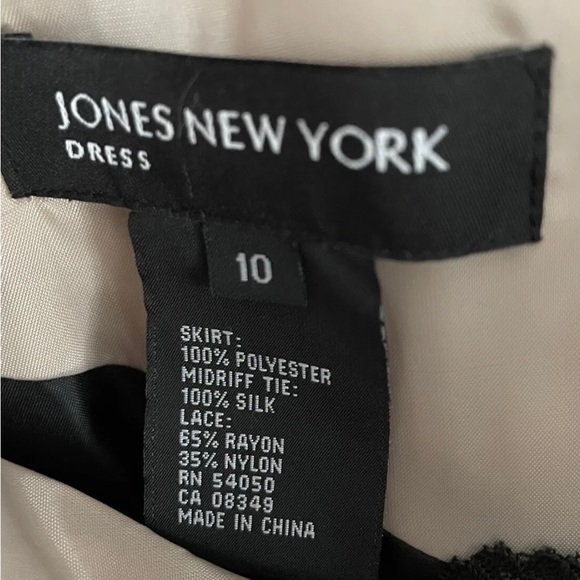 JONES NEW YORK
DRESS
10
SKIRT:
100% POLYESTER
MIDRIFF TIE:
100% SILK
LACE:
65% RAYON
35% NYLON
RN 54050
CA 08349
MADE IN CHINA